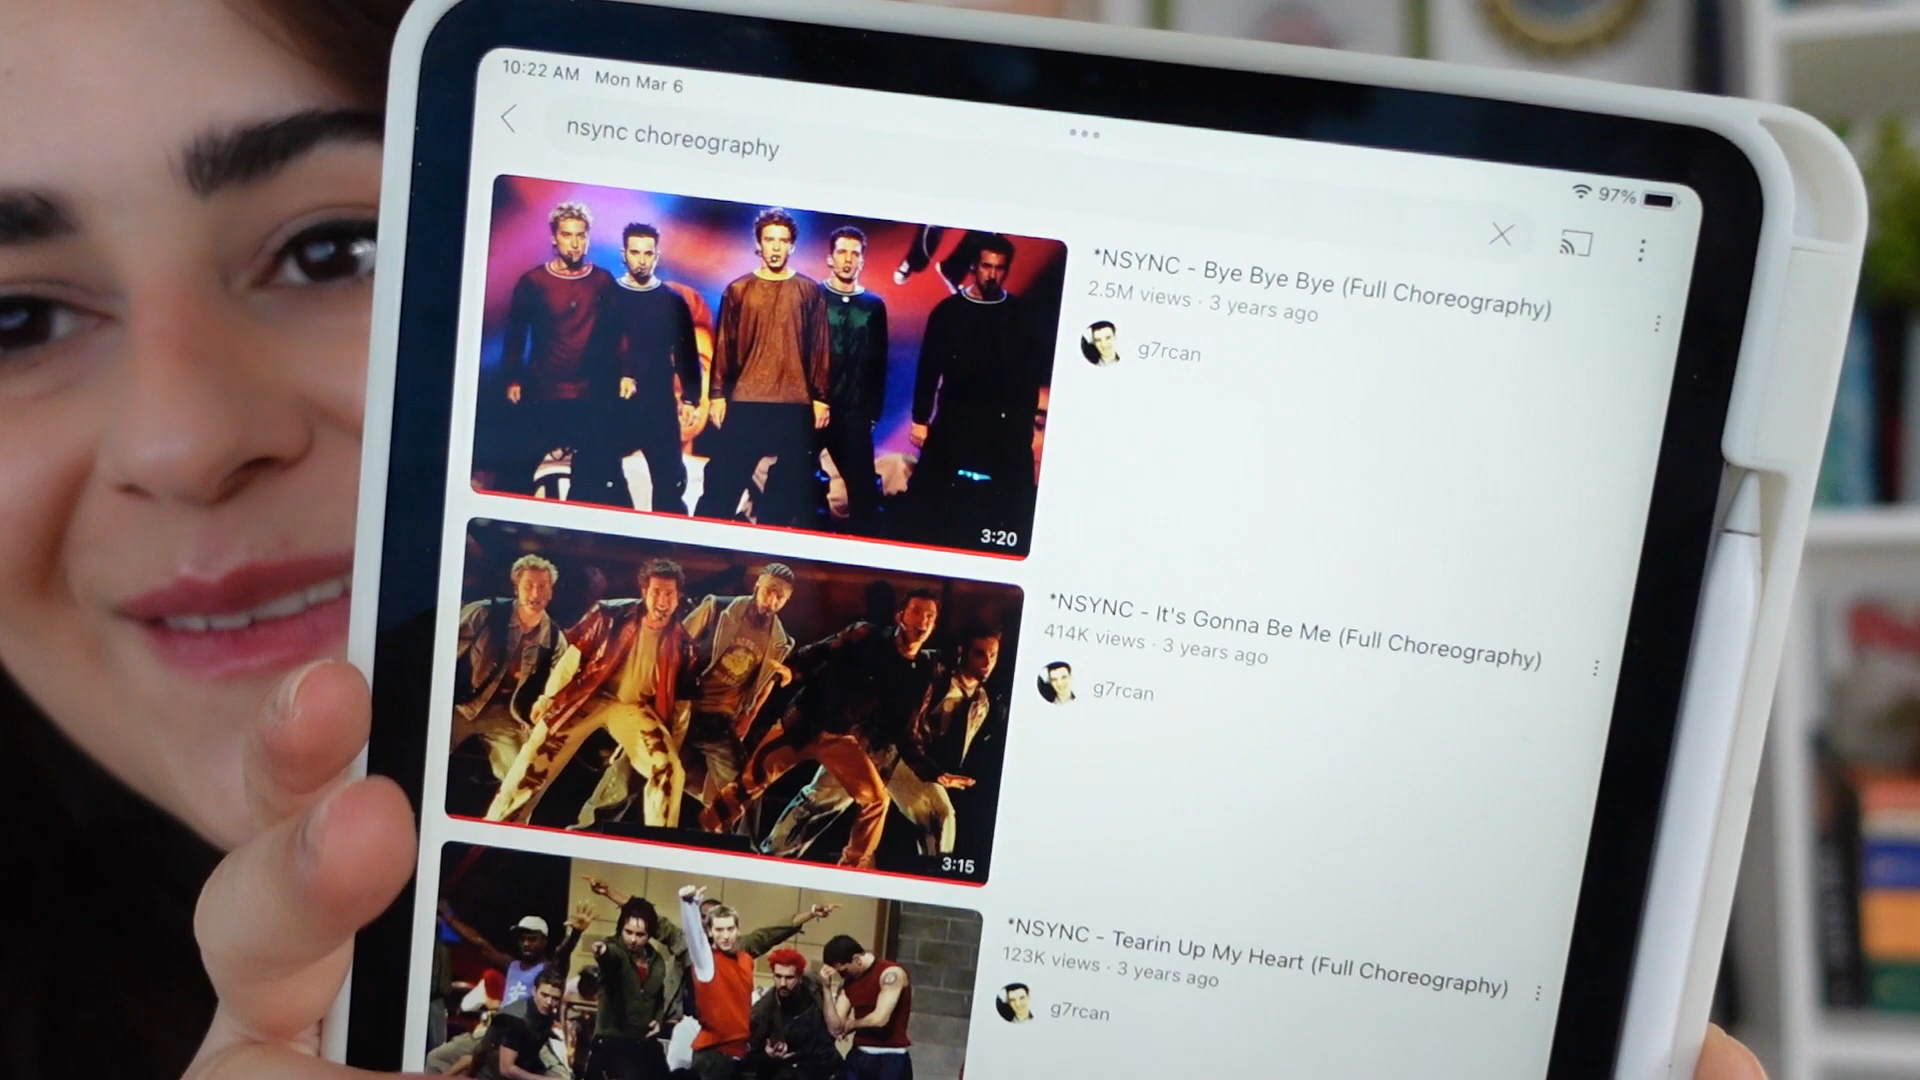 10:22 AM Mon Mar 6
97%
nsync choreography
*NSYNC - Bye Bye Bye (Full Choreography)
2.5M views · 3 years ago
g7rcan
3:20
*NSYNC - It's Gonna Be Me (Full Choreography)
414K views · 3 years ago
g7rcan
3:15
*NSYNC - Tearin Up My Heart (Full Choreography)
123K views · 3 years ago
g7rcan